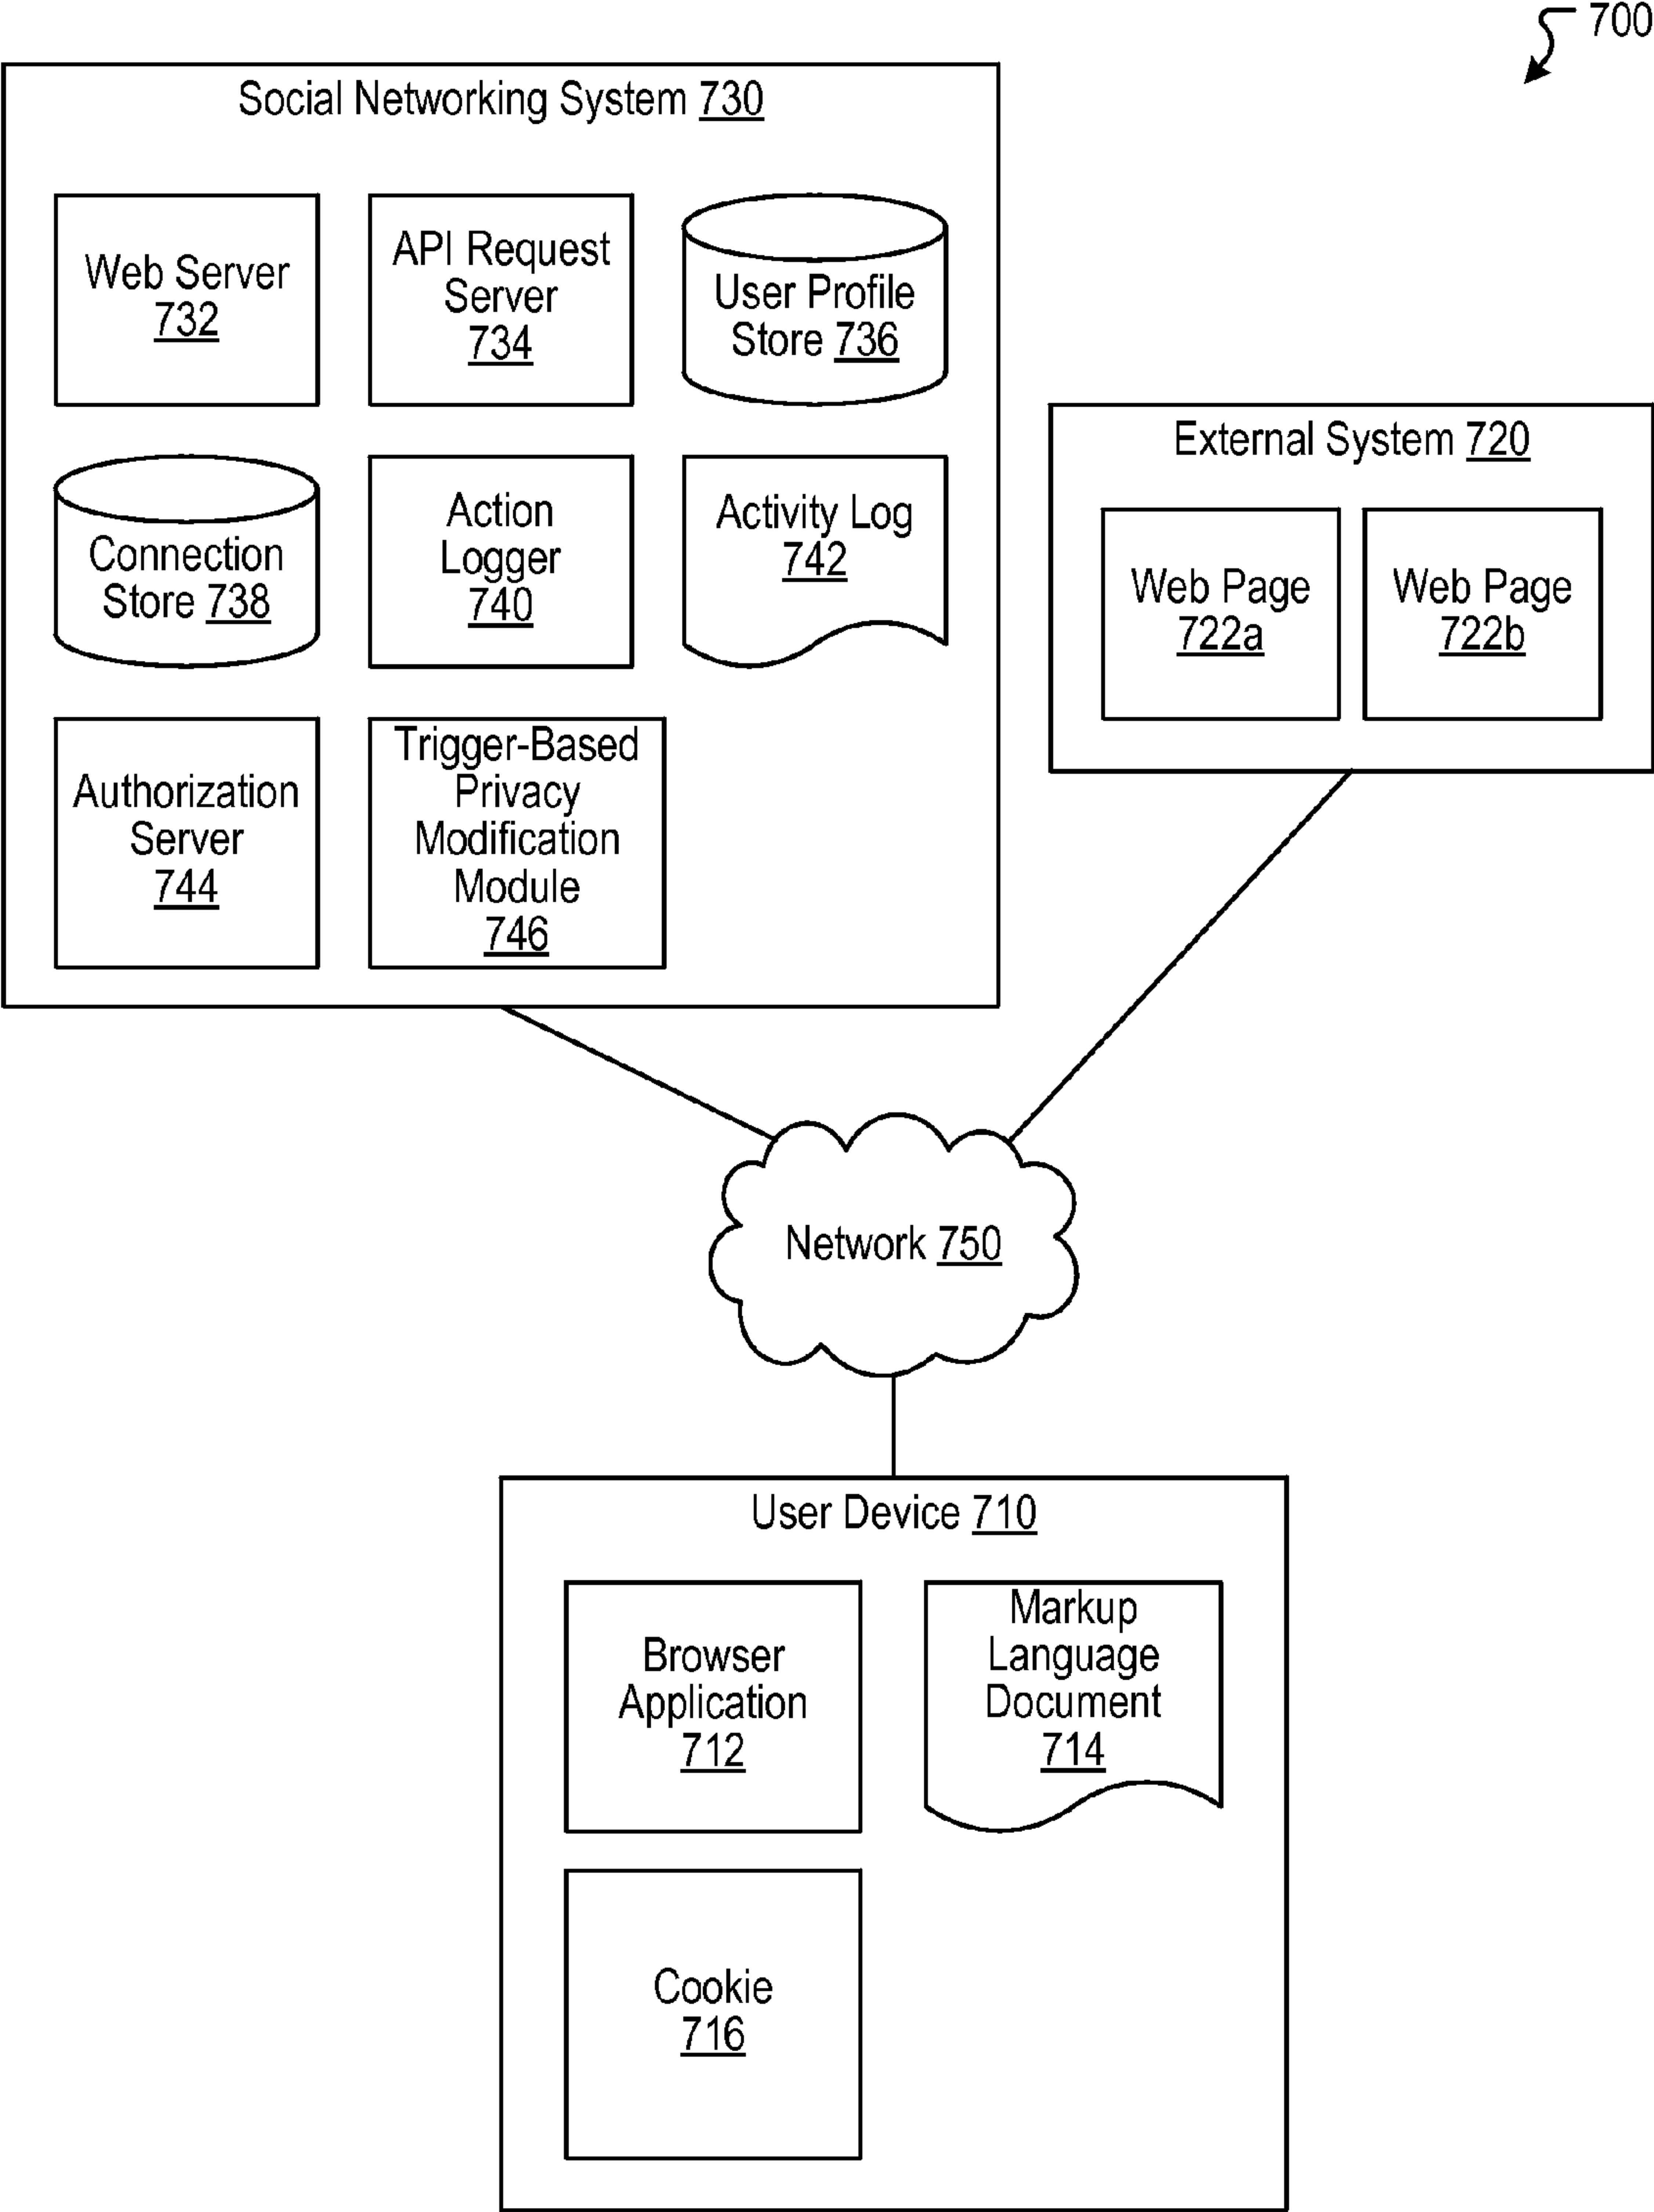 700
Social Networking System 730
Web Server
732
API Request
Server
734
User Profile
Store 736
Connection
Store 738
Action
Logger
740
Activity Log
742
Authorization
Server
744
Trigger-Based
Privacy
Modification
Module
746
External System 720
Web Page
722a
Web Page
722b
Network 750
User Device 710
Browser
Application
712
Markup
Language
Document
714
Cookie
716